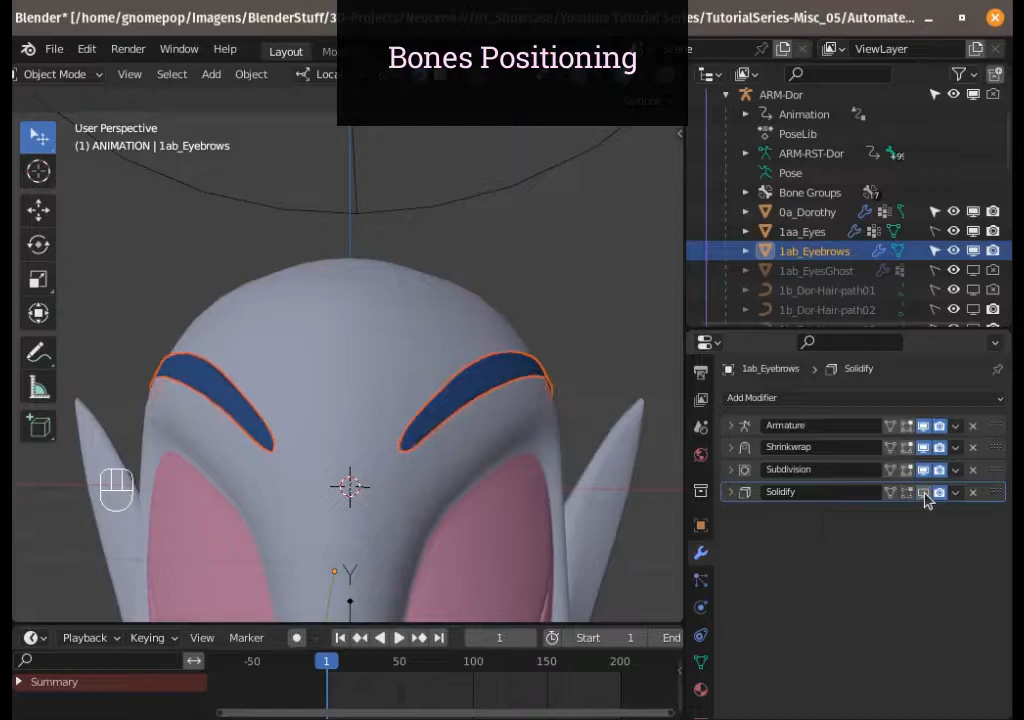 Blender* [/home/gnomepop/Imagens/BlenderStuff/3
es/TutorialSeries-Misc_05/Automate...
Bones Positioning
File Edit Render Window Help Layout
ViewLayer
Object Mode View Select Add Object
User Perspective
(1) ANIMATION | 1ab_Eyebrows
ARM-Dor
Animation
PoseLib
ARM-RST-Dor
Pose
Bone Groups
0a_Dorothy
1aa_Eyes
1ab_Eyebrows
1ab_EyesGhost
1b_Dor-Hair-path01
1b_Dor-Hair-path02
1ab_Eyebrows > Solidify
Add Modifier
Armature
Shrinkwrap
Subdivision
Solidify
Y
Playback Keying View Marker 1 Start 1 End
-50 1 50 100 150 200
Summary